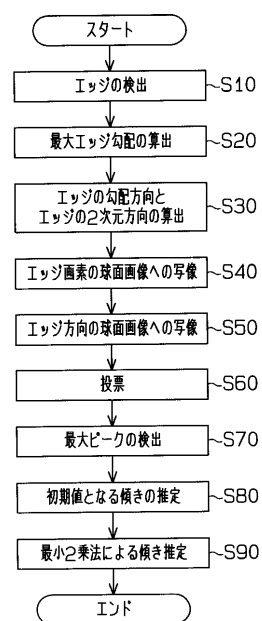 スタート
エッジの検出
S10
最大エッジ勾配の算出
S20
エッジの勾配方向と
エッジの2次元方向の算出
S30
エッジ画素の球面画像への写像
S40
エッジ方向の球面画像への写像
S50
投票
S60
最大ピークの検出
S70
初期値となる傾きの推定
S80
最小2乗法による傾き推定
S90
エンド